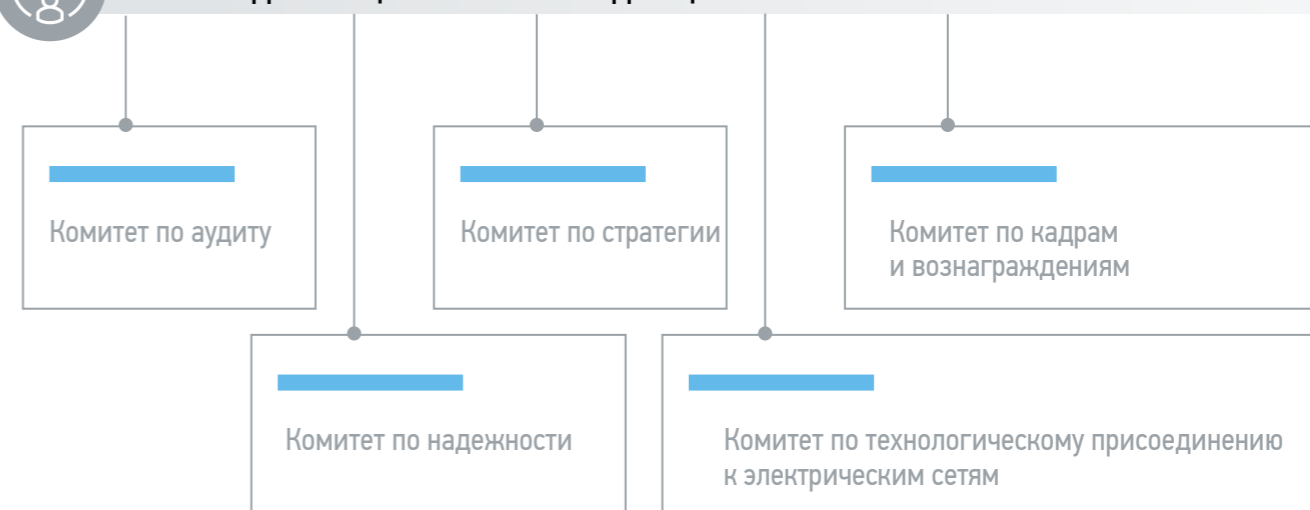 Комитет по аудиту
Комитет по стратегии
Комитет по кадрам
и вознаграждениям
Комитет по надежности
Комитет по технологическому присоединению
к электрическим сетям